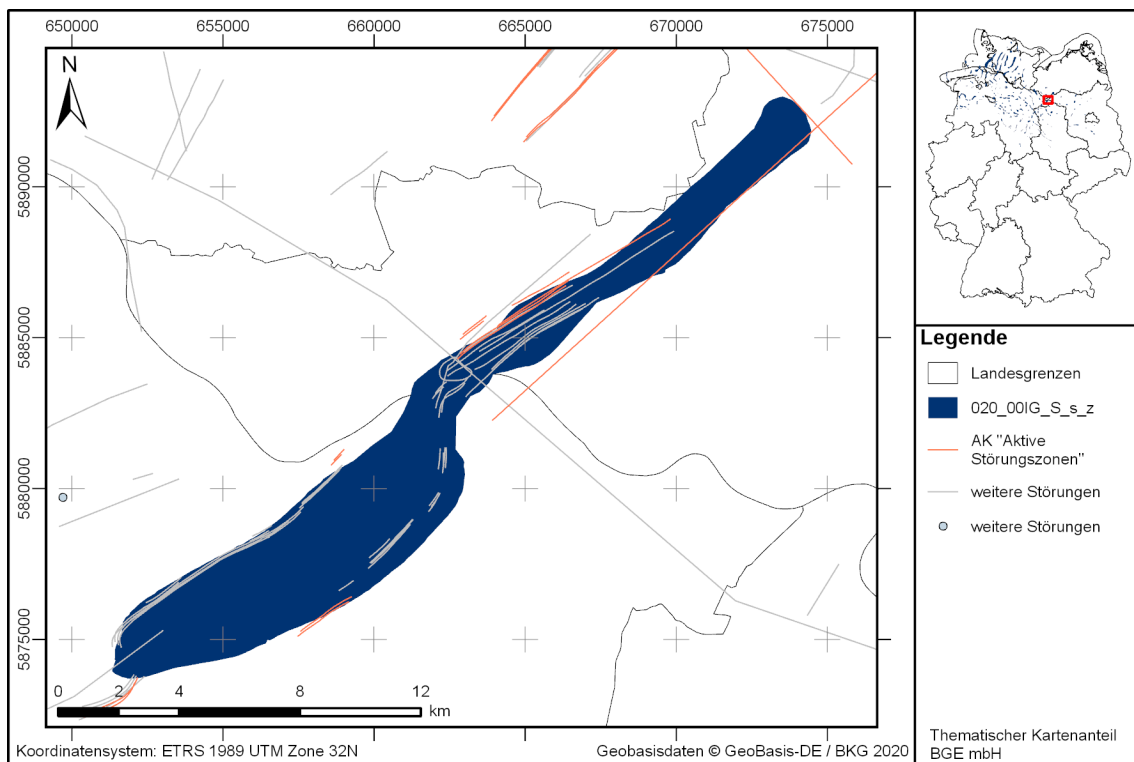 650000 655000 660000 665000 670000 675000
N
5890000
5885000
5880000
5875000
0 2 4 8 12
km
Koordinatensystem: ETRS 1989 UTM Zone 32N
Geobasisdaten © GeoBasis-DE / BKG 2020
Legende
Landesgrenzen
020_00IG_S_s_z
AK "Aktive
Störungszonen"
weitere Störungen
weitere Störungen
Thematischer Kartenanteil
BGE mbH